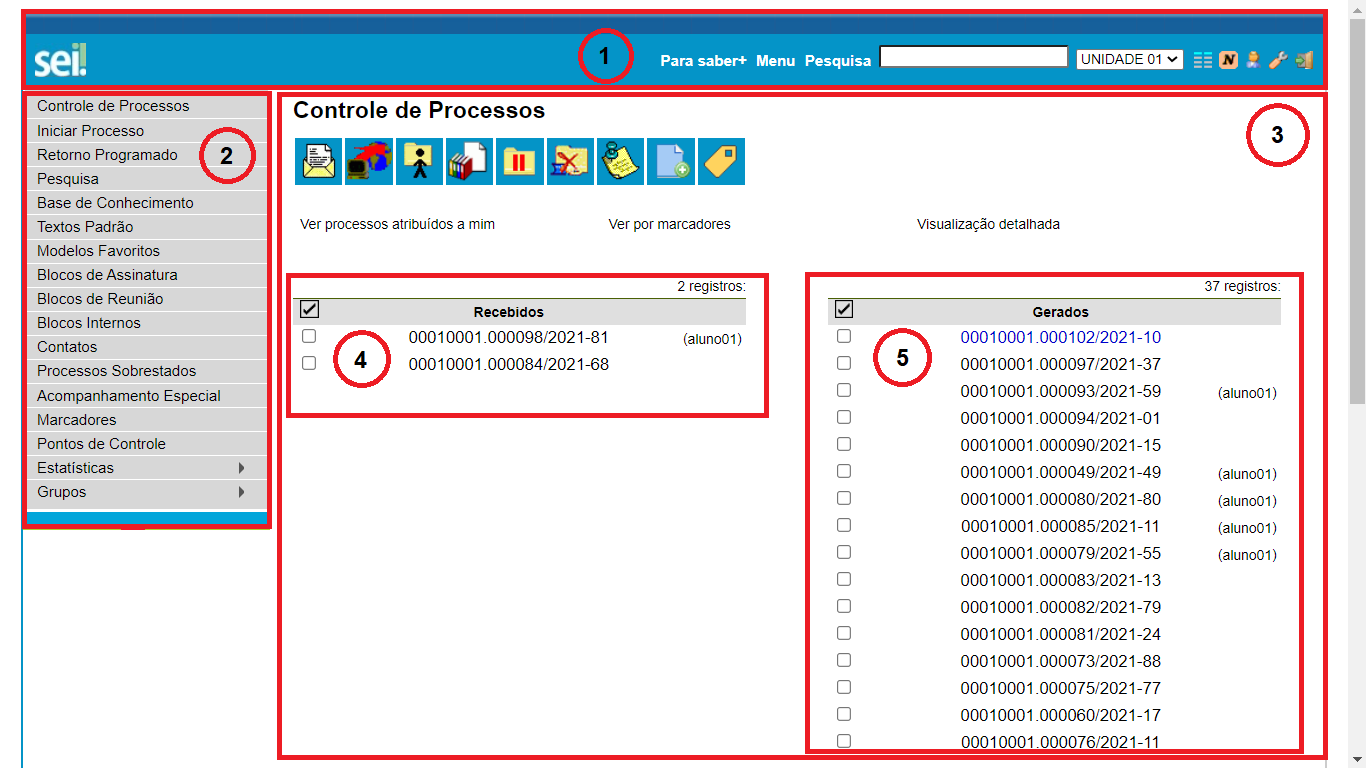 sei!
1
Para saber+ Menu Pesquisa UNIDADE 01
N
2
Controle de Processos
Iniciar Processo
Retorno Programado
Pesquisa
Base de Conhecimento
Textos Padrão
Modelos Favoritos
Blocos de Assinatura
Blocos de Reunião
Blocos Internos
Contatos
Processos Sobrestados
Acompanhamento Especial
Marcadores
Pontos de Controle
Estatísticas
Grupos
Controle de Processos
3
Ver processos atribuídos a mim Ver por marcadores Visualização detalhada
2 registros:
Recebidos
4
00010001.000098/2021-81 (aluno01)
00010001.000084/2021-68
37 registros:
Gerados
5
00010001.000102/2021-10
00010001.000097/2021-37
00010001.000093/2021-59 (aluno01)
00010001.000094/2021-01
00010001.000090/2021-15
00010001.000049/2021-49 (aluno01)
00010001.000080/2021-80 (aluno01)
00010001.000085/2021-11 (aluno01)
00010001.000079/2021-55 (aluno01)
00010001.000083/2021-13
00010001.000082/2021-79
00010001.000081/2021-24
00010001.000073/2021-88
00010001.000075/2021-77
00010001.000060/2021-17
00010001.000076/2021-11